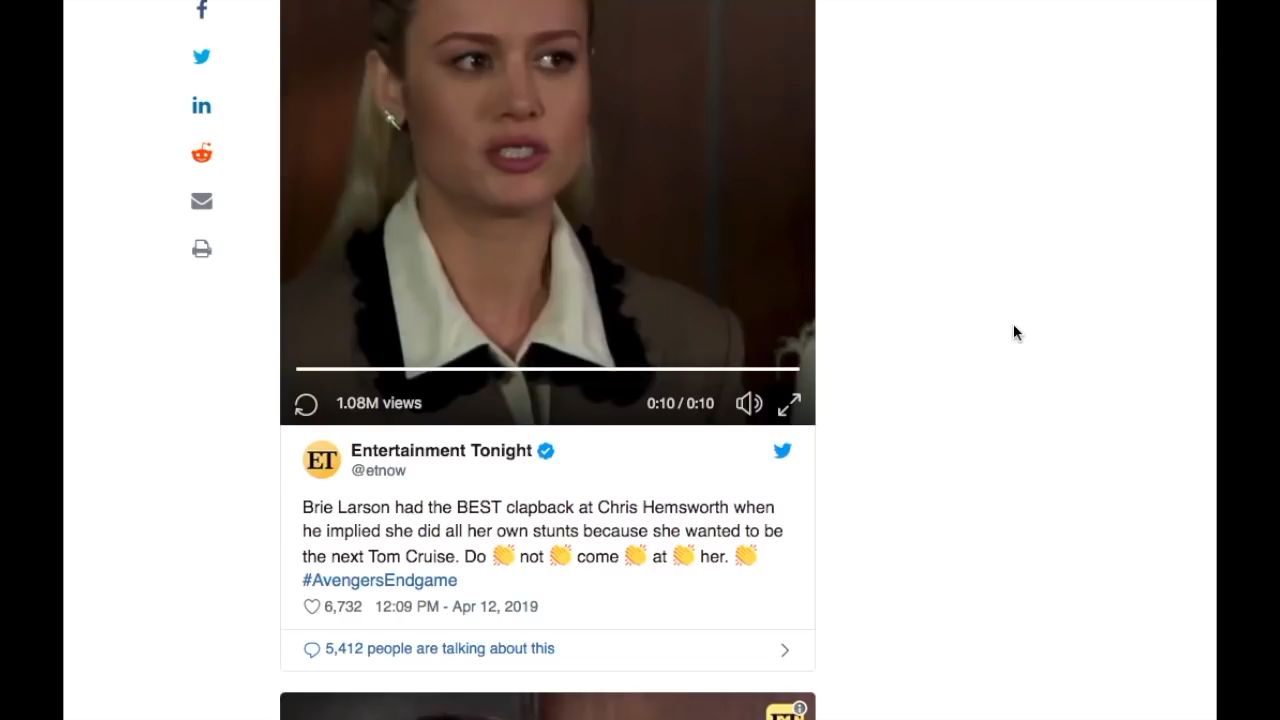 1.08M views
0:10 / 0:10
ET
Entertainment Tonight
@etnow
Brie Larson had the BEST clapback at Chris Hemsworth when
he implied she did all her own stunts because she wanted to be
the next Tom Cruise. Do 👏 not 👏 come 👏 at 👏 her. 👏
#AvengersEndgame
6,732 12:09 PM - Apr 12, 2019
5,412 people are talking about this
ET